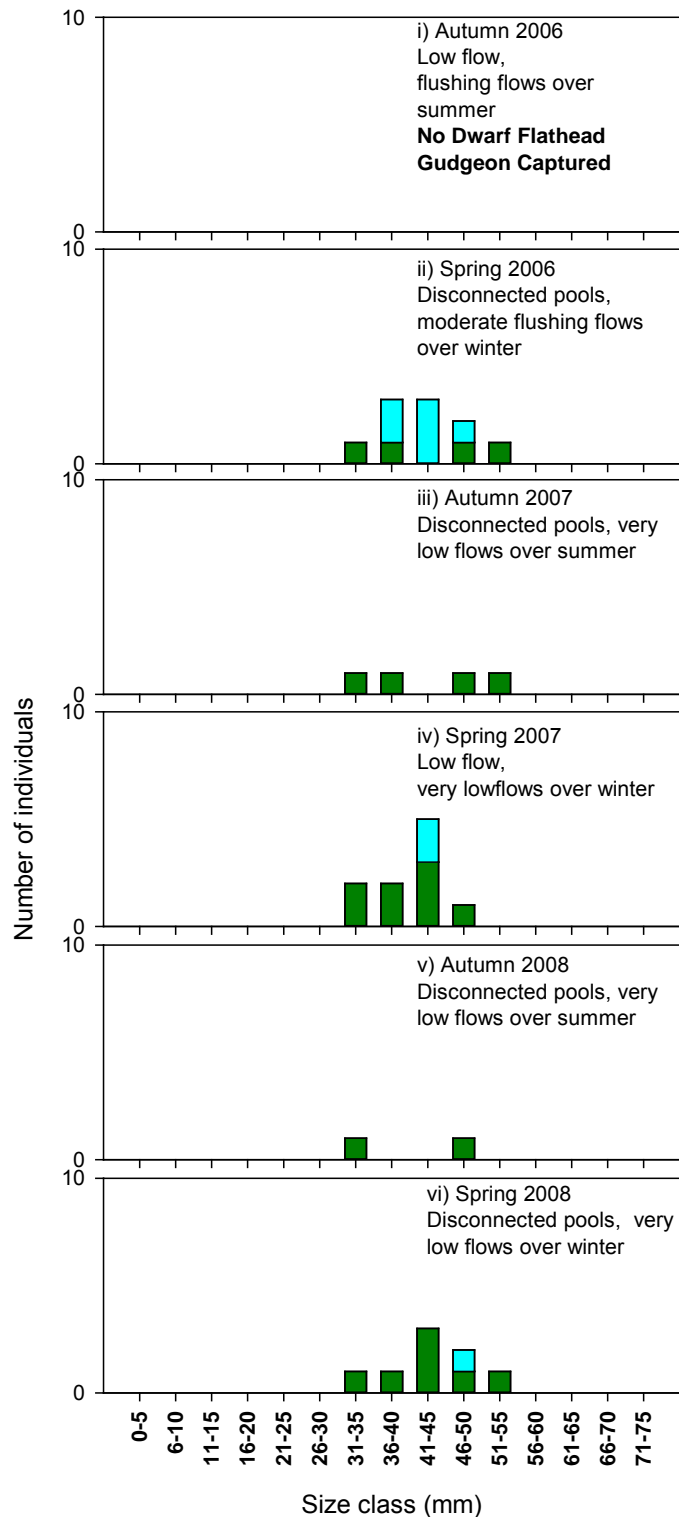 10
i) Autumn 2006
Low flow,
flushing flows over
summer
No Dwarf Flathead
Gudgeon Captured
0
10
ii) Spring 2006
Disconnected pools,
moderate flushing flows
over winter
0
10
iii) Autumn 2007
Disconnected pools, very
low flows over summer
0
10
iv) Spring 2007
Low flow,
very lowflows over winter
0
10
v) Autumn 2008
Disconnected pools, very
low flows over summer
0
10
vi) Spring 2008
Disconnected pools, very
low flows over winter
0
Number of individuals
0-5
6-10
11-15
16-20
21-25
26-30
31-35
36-40
41-45
46-50
51-55
56-60
61-65
66-70
71-75
Size class (mm)